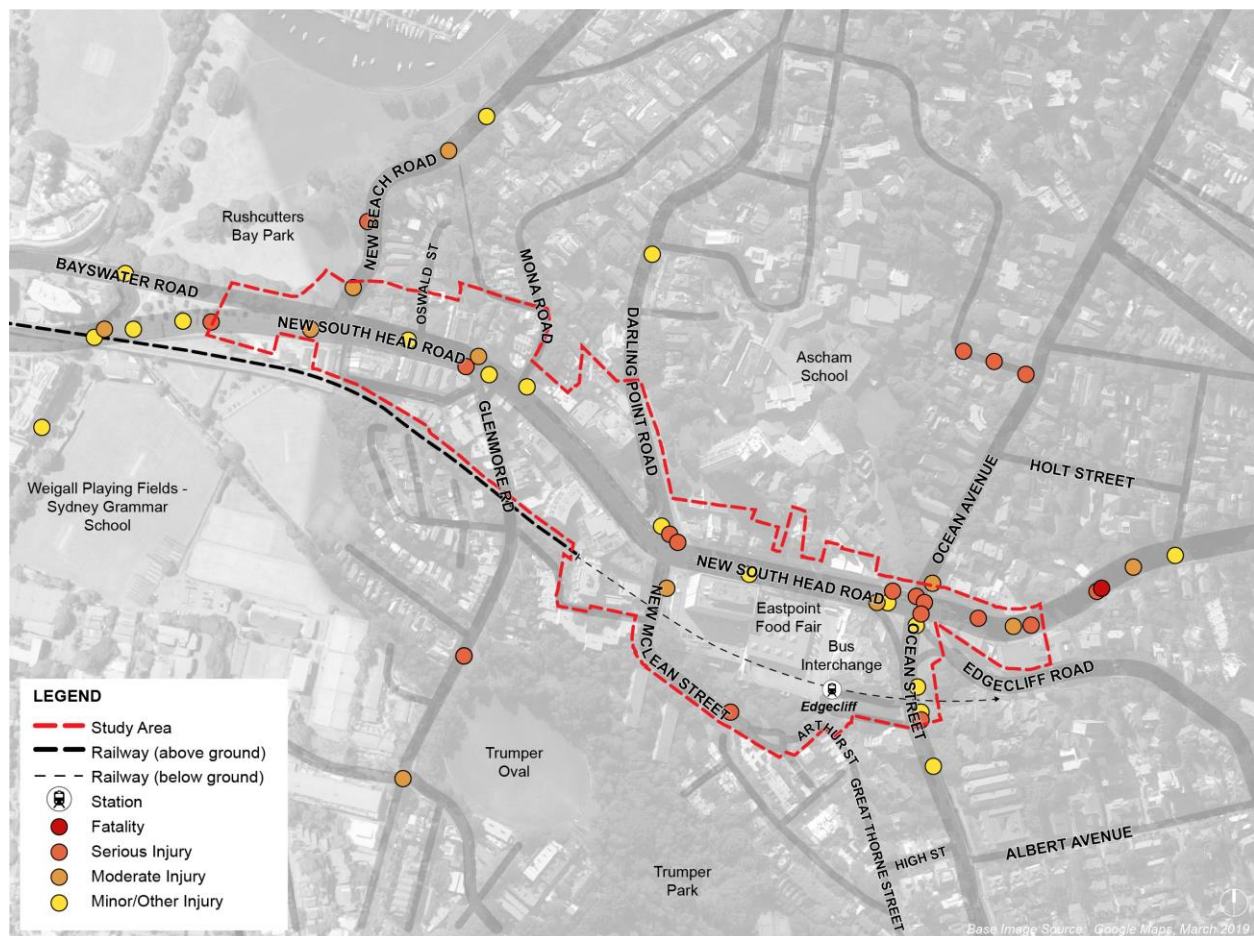 NEW BEACH ROAD
Rushcutters
Bay Park
OSWALD ST
MONA ROAD
BAYSWATER ROAD
NEW SOUTH HEAD ROAD
DARLING POINT ROAD
Ascham
School
GLENMORE RD
OCEAN AVENUE
HOLT STREET
Weigall Playing Fields -
Sydney Grammar
School
NEW SOUTH HEAD ROAD
Eastpoint
Food Fair
NEW MCLEAN STREET
Bus
Interchange
OCEAN STREET
EDGECLIFF ROAD
Edgecliff
ARTHUR ST
Trumper
Oval
GREAT THORNE STREET
HIGH ST
ALBERT AVENUE
Trumper
Park
LEGEND
Study Area
Railway (above ground)
Railway (below ground)
Station
Fatality
Serious Injury
Moderate Injury
Minor/Other Injury
Base Image Source: Google Maps, March 2019